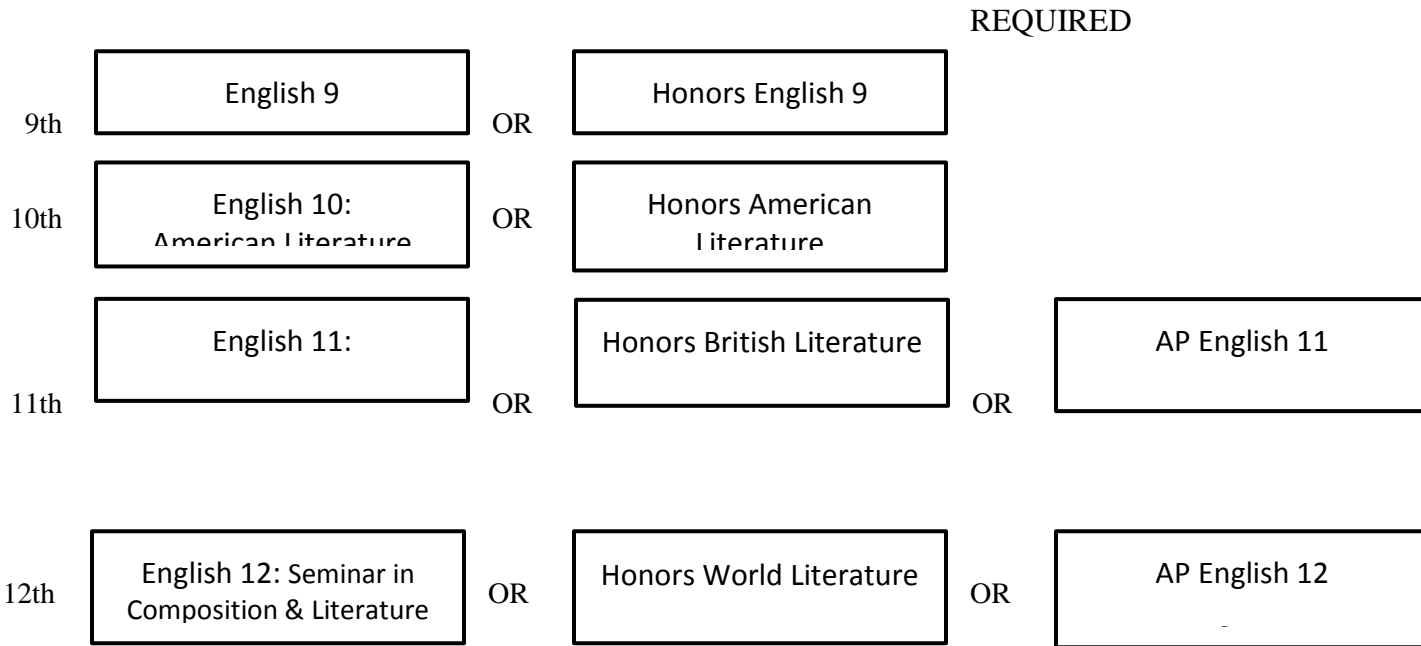 REQUIRED
English 9
Honors English 9
9th
OR
English 10:
American Literature
Honors American
Literature
10th
OR
English 11:
Honors British Literature
AP English 11
11th
OR
OR
English 12: Seminar in
Composition & Literature
Honors World Literature
AP English 12
12th
OR
OR